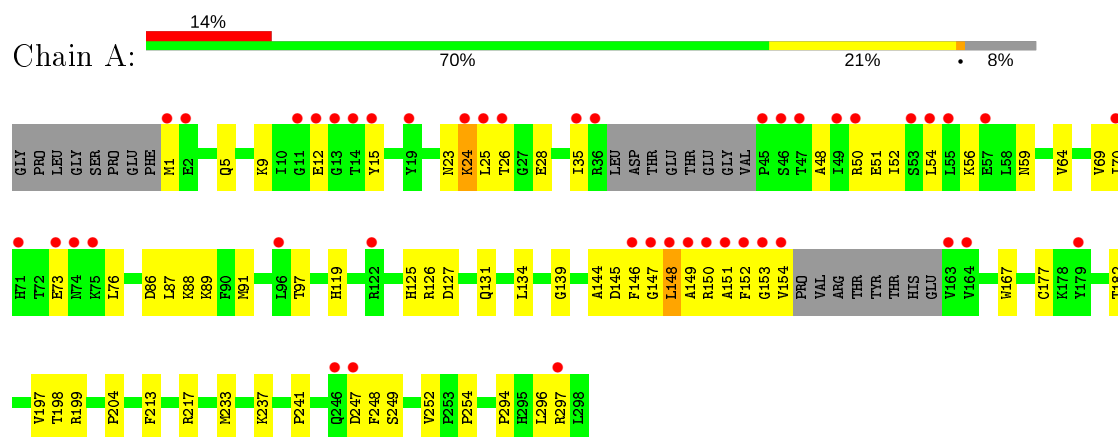 14%
Chain A:
70% 21% • 8%
GLY PRO LEU GLY SER PRO GLU PHE M1 E2 Q5 K9 I10 G11 E12 G13 T14 Y15 Y19 N23 K24 L25 T26 G27 E28 I35 R36 LEU ASP THR GLU THR GLU GLY VAL P45 S46 T47 A48 I49 R50 E51 I52 S53 L54 L55 K56 E57 L58 N59 V64 V69 I70
H71 T72 E73 N74 K75 L76 D86 L87 K88 K89 F90 M91 L96 T97 H119 R122 H125 R126 D127 Q131 L134 G139 A144 D145 F146 G147 L148 A149 R150 A151 F152 G153 V154 PRO VAL ARG THR TYR THR HIS GLU V163 V164 W167 C177 K178 Y179 T182
V197 T198 R199 P204 F213 R217 M233 K237 P241 Q246 D247 F248 S249 V252 P253 P254 P294 H295 L296 R297 L298